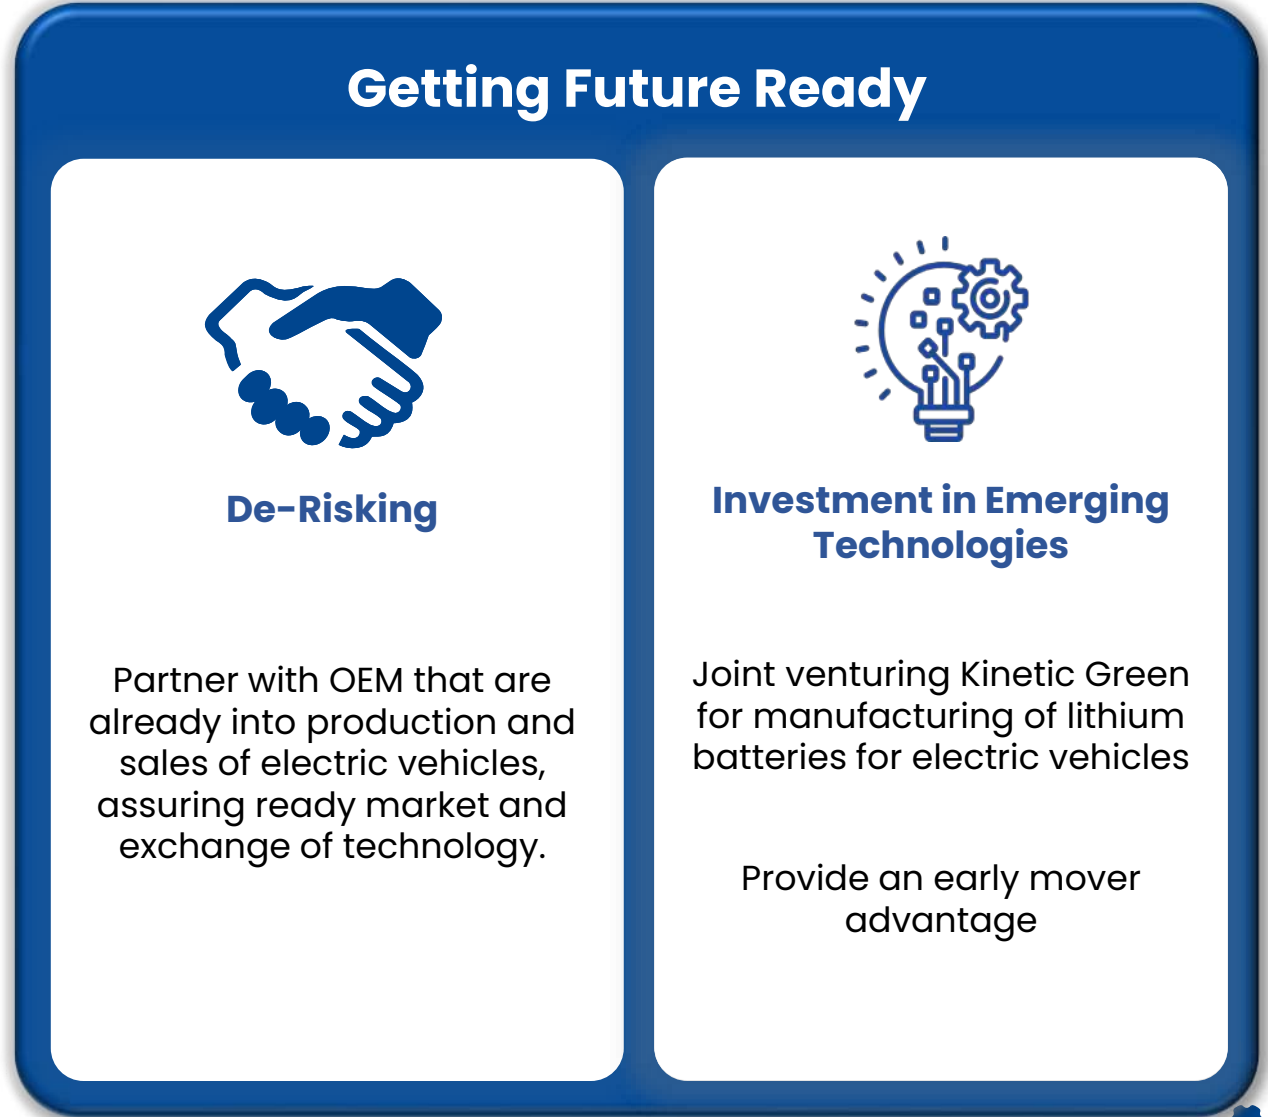 Getting Future Ready
De-Risking
Partner with OEM that are
already into production and
sales of electric vehicles,
assuring ready market and
exchange of technology.
Investment in Emerging
Technologies
Joint venturing Kinetic Green
for manufacturing of lithium
batteries for electric vehicles
Provide an early mover
advantage